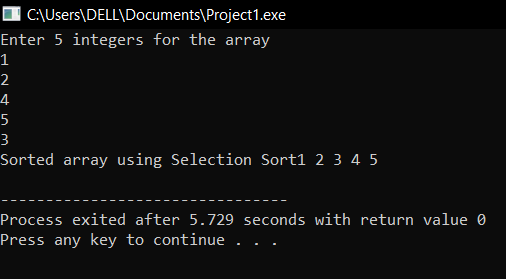 C:\Users\DELL\Documents\Project1.exe
Enter 5 integers for the array
1
2
4
5
3
Sorted array using Selection Sort1 2 3 4 5
--------------------------------
Process exited after 5.729 seconds with return value 0
Press any key to continue . . .